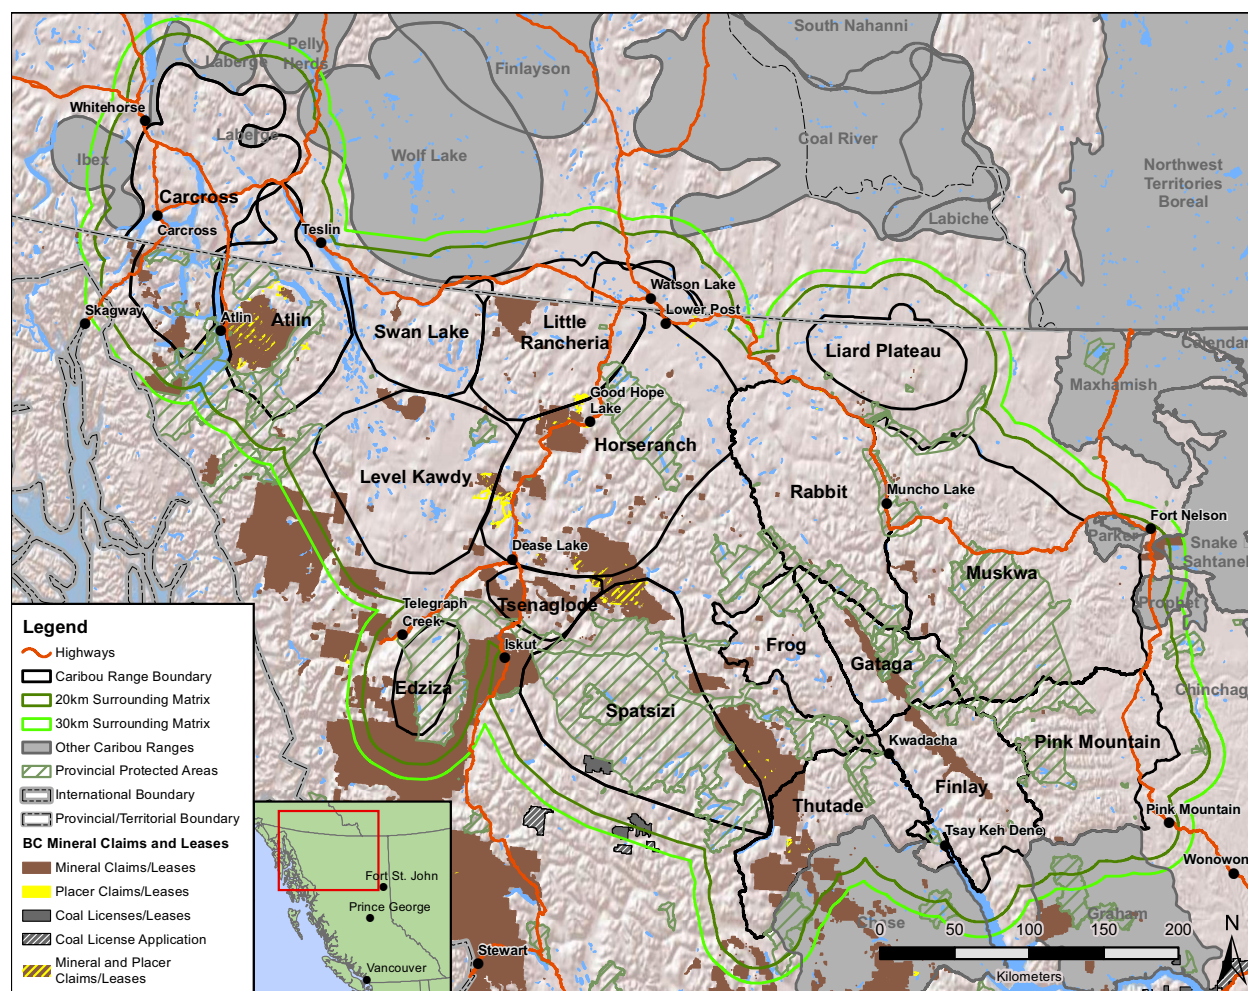 South Nahanni
Pelly
Herds
Laberge
Finlayson
Whitehorse
Laberge
Coal River
Ibex
Wolf Lake
Northwest
Territories
Boreal
Carcross
Labiche
Carcross
Teslin
Watson Lake
Skagway
Lower Post
Atlin
Atlin
Swan Lake
Little
Rancheria
Liard Plateau
Calendar
Maxhamish
Good Hope
Lake
Horseranch
Level Kawdy
Rabbit
Muncho Lake
Fort Nelson
Parker
Snake
Sahtaneh
Dease Lake
Muskwa
Telegraph
Creek
Tsenaglode
Prophet
Iskut
Frog
Gataga
Edziza
Chinchaga
Spatsizi
Kwadacha
Pink Mountain
Finlay
Thutade
Pink Mountain
Tsay Keh Dene
Wonowon
Chase
Graham
Stewart
N
0 50 100 150 200
Kilometers
Legend
Highways
Caribou Range Boundary
20km Surrounding Matrix
30km Surrounding Matrix
Other Caribou Ranges
Provincial Protected Areas
International Boundary
Provincial/Territorial Boundary
BC Mineral Claims and Leases
Mineral Claims/Leases
Placer Claims/Leases
Coal Licenses/Leases
Coal License Application
Mineral and Placer
Claims/Leases
Fort St. John
Prince George
Vancouver